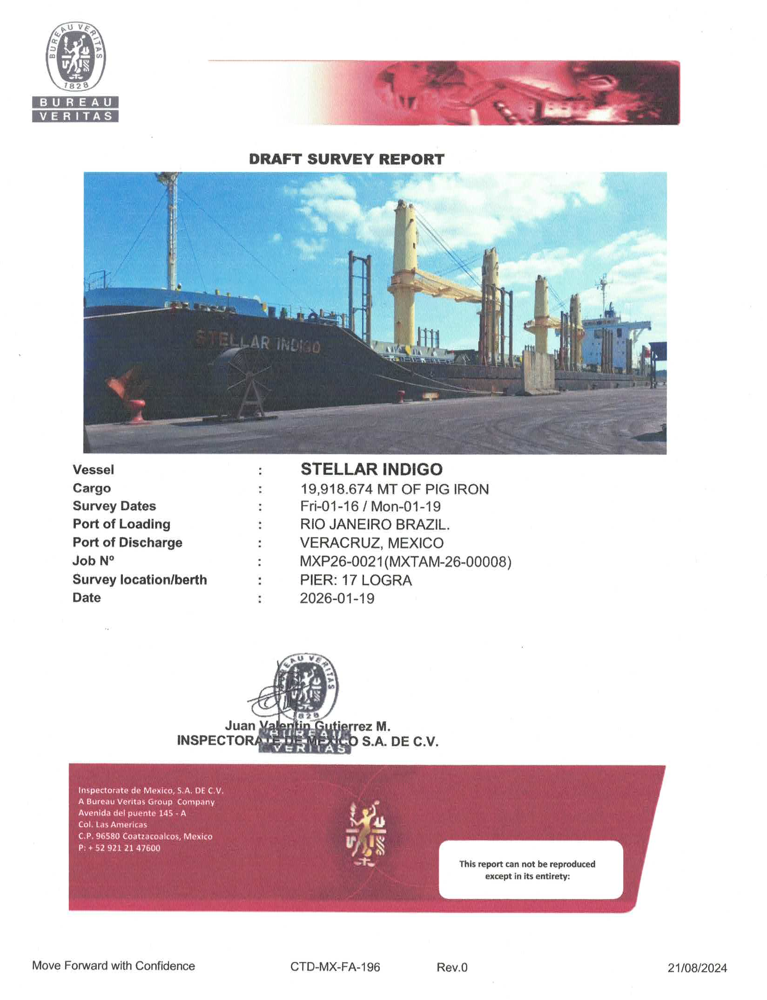 BUREAU VERITAS
1828
BUREAU
VERITAS
DRAFT SURVEY REPORT
STELLAR INDIGO
Vessel : STELLAR INDIGO
Cargo : 19,918.674 MT OF PIG IRON
Survey Dates : Fri-01-16 / Mon-01-19
Port of Loading : RIO JANEIRO BRAZIL.
Port of Discharge : VERACRUZ, MEXICO
Job Nº : MXP26-0021(MXTAM-26-00008)
Survey location/berth : PIER: 17 LOGRA
Date : 2026-01-19
BUREAU VERITAS
1828
Juan Valentin Gutierrez M.
INSPECTORATE DE MEXICO S.A. DE C.V.
BUREAU
VERITAS
Inspectorate de Mexico, S.A. DE C.V.
A Bureau Veritas Group Company
Avenida del puente 145 - A
Col. Las Americas
C.P. 96580 Coatzacoalcos, Mexico
P: + 52 921 21 47600
This report can not be reproduced
except in its entirety:
Move Forward with Confidence CTD-MX-FA-196 Rev.0 21/08/2024